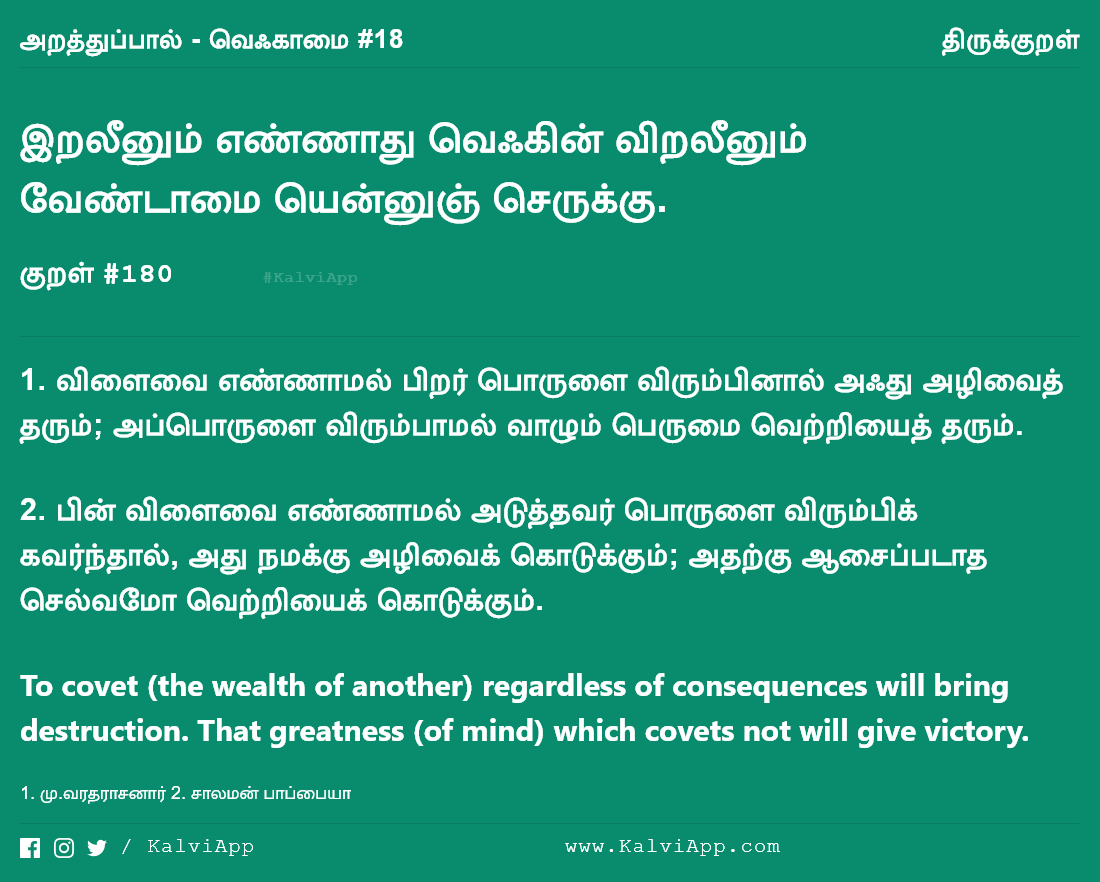 அறத்துப்பால் - வெஃகாமை #18
திருக்குறள்
இறலீனும் எண்ணாது வெஃகின் விறலீனும்
வேண்டாமை யென்னுஞ் செருக்கு.
குறள் #180
#KalviApp
1. விளைவை எண்ணாமல் பிறர் பொருளை விரும்பினால் அஃது அழிவைத்
தரும்; அப்பொருளை விரும்பாமல் வாழும் பெருமை வெற்றியைத் தரும்.
2. பின் விளைவை எண்ணாமல் அடுத்தவர் பொருளை விரும்பிக்
கவர்ந்தால், அது நமக்கு அழிவைக் கொடுக்கும்; அதற்கு ஆசைப்படாத
செல்வமோ வெற்றியைக் கொடுக்கும்.
To covet (the wealth of another) regardless of consequences will bring
destruction. That greatness (of mind) which covets not will give victory.
1. மு.வரதராசனார் 2. சாலமன் பாப்பையா
/ KalviApp
www.KalviApp.com